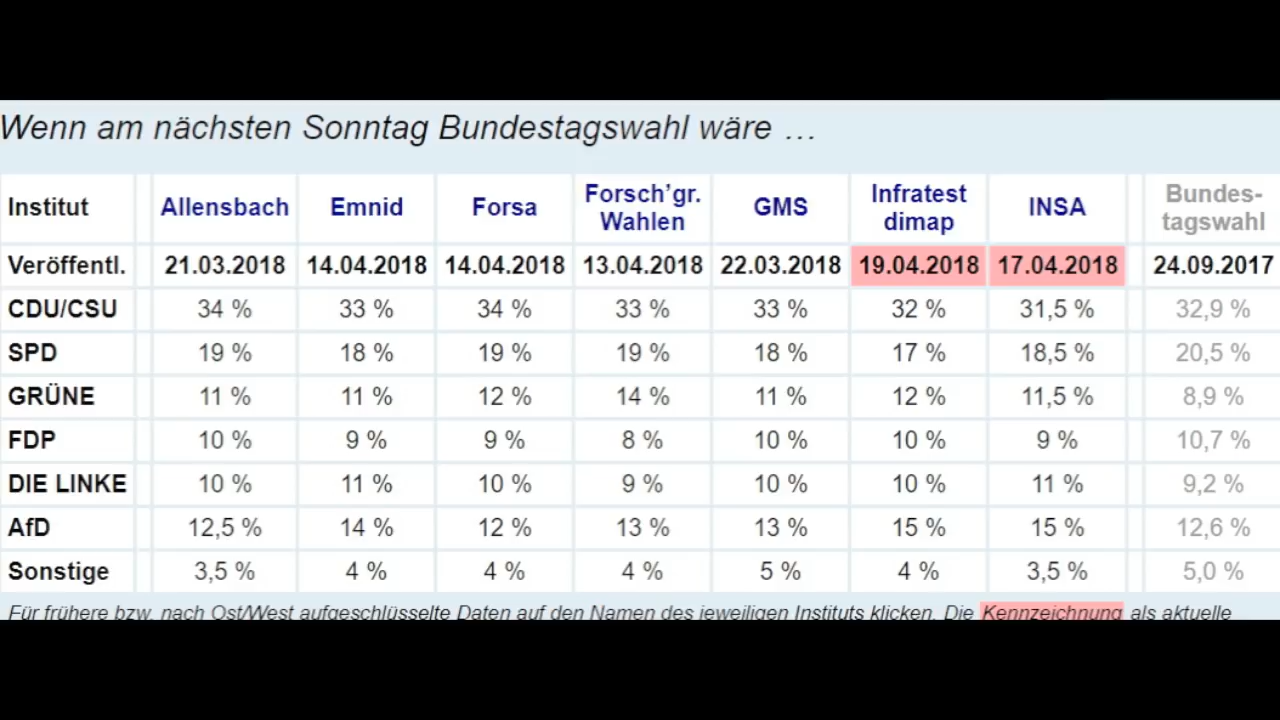 Wenn am nächsten Sonntag Bundestagswahl wäre …
Institut Allensbach Emnid Forsa Forsch’gr. Wahlen GMS Infratest dimap INSA Bundes-tagswahl
Veröffentl. 21.03.2018 14.04.2018 14.04.2018 13.04.2018 22.03.2018 19.04.2018 17.04.2018 24.09.2017
CDU/CSU 34 % 33 % 34 % 33 % 33 % 32 % 31,5 % 32,9 %
SPD 19 % 18 % 19 % 19 % 18 % 17 % 18,5 % 20,5 %
GRÜNE 11 % 11 % 12 % 14 % 11 % 12 % 11,5 % 8,9 %
FDP 10 % 9 % 9 % 8 % 10 % 10 % 9 % 10,7 %
DIE LINKE 10 % 11 % 10 % 9 % 10 % 10 % 11 % 9,2 %
AfD 12,5 % 14 % 12 % 13 % 13 % 15 % 15 % 12,6 %
Sonstige 3,5 % 4 % 4 % 4 % 5 % 4 % 3,5 % 5,0 %
Für frühere bzw. nach Ost/West aufgeschlüsselte Daten auf den Namen des jeweiligen Instituts klicken. Die Kennzeichnung als aktuelle